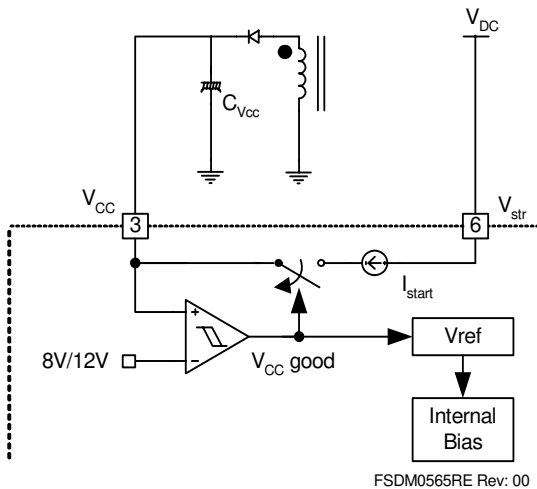 V_DC
C_Vcc
V_CC
3
6
V_str
I_start
+
-
8V/12V
V_CC good
Vref
Internal
Bias
FSDM0565RE Rev: 00